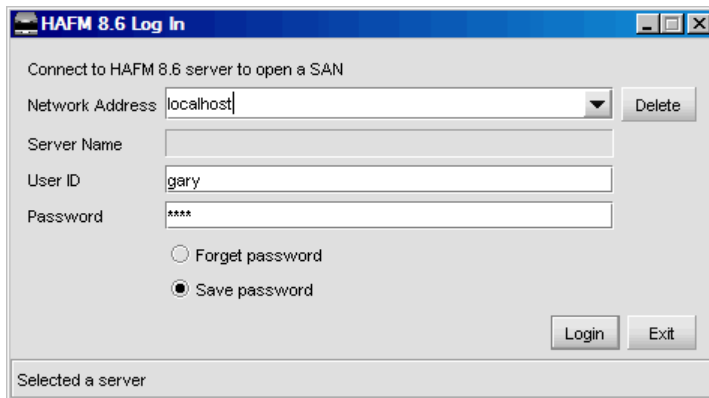 HAFM 8.6 Log In
Connect to HAFM 8.6 server to open a SAN
Network Address localhost Delete
Server Name
User ID gary
Password ****
Forget password
Save password
Login Exit
Selected a server